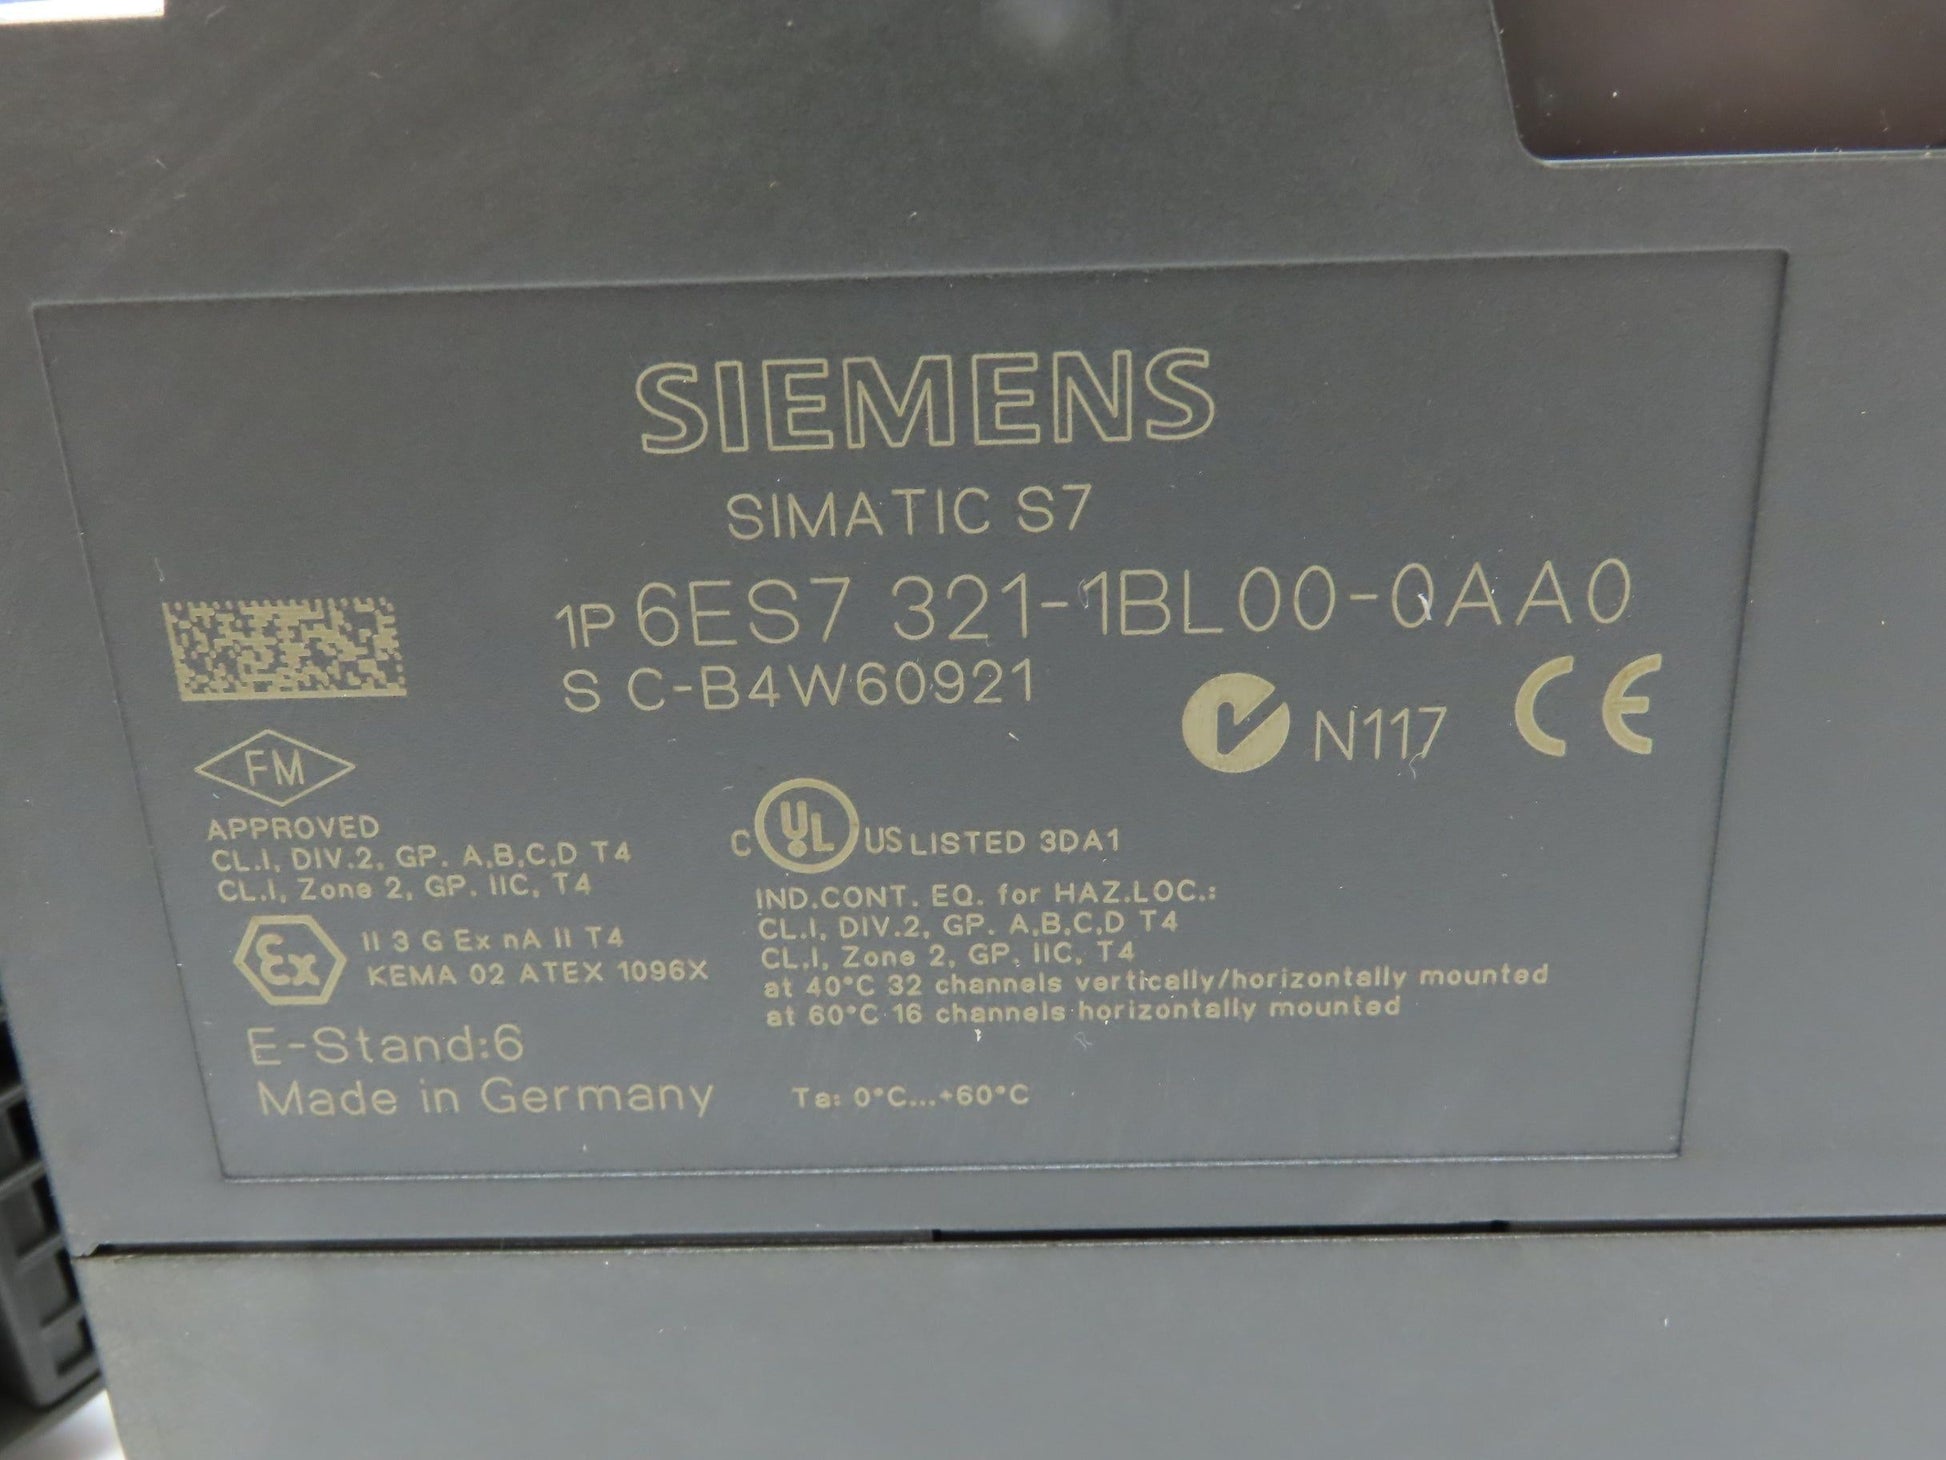 SIEMENS
SIMATIC S7
1P 6ES7 321-1BL00-0AA0
S C-B4W60921
N117 CE
FM
APPROVED
CL.I, DIV.2, GP. A,B,C,D T4
CL.I, Zone 2, GP. IIC, T4
Ex II 3 G Ex nA II T4
KEMA 02 ATEX 1096X
E-Stand:6
Made in Germany
C UL US LISTED 3DA1
IND.CONT. EQ. for HAZ.LOC.:
CL.I, DIV.2, GP. A,B,C,D T4
CL.I, Zone 2, GP. IIC, T4
at 40°C 32 channels vertically/horizontally mounted
at 60°C 16 channels horizontally mounted
Ta: 0°C...+60°C